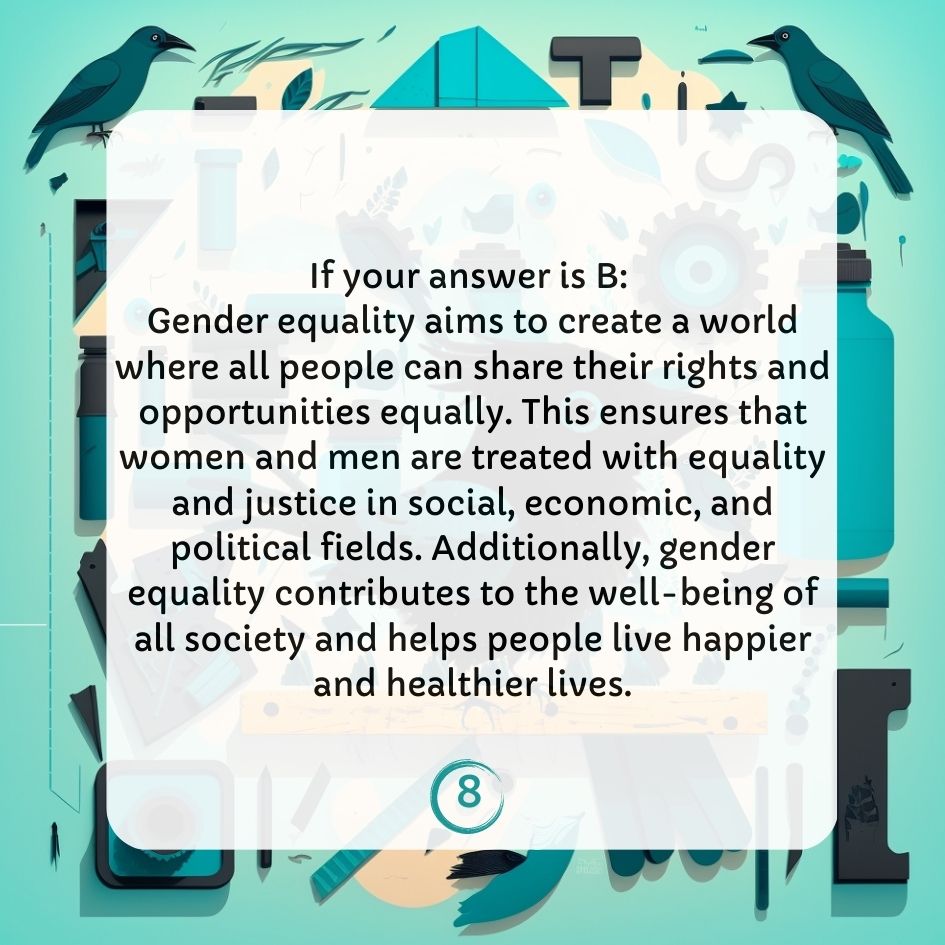 If your answer is B:
Gender equality aims to create a world
where all people can share their rights and
opportunities equally. This ensures that
women and men are treated with equality
and justice in social, economic, and
political fields. Additionally, gender
equality contributes to the well-being of
all society and helps people live happier
and healthier lives.
8